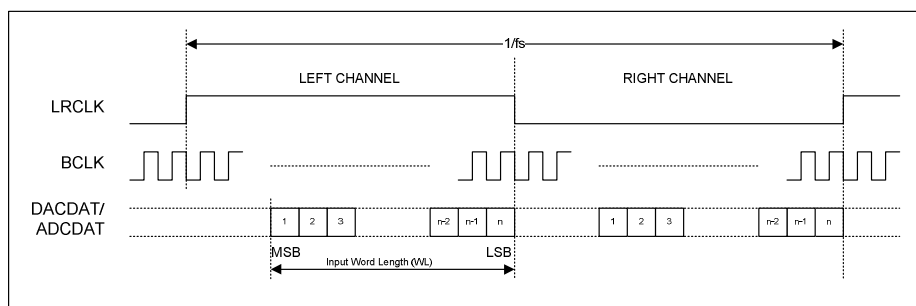 1/fs
LEFT CHANNEL
RIGHT CHANNEL
LRCLK
BCLK
DACDAT/
ADCDAT
1 2 3 n-2 n-1 n 1 2 3 n-2 n-1 n
MSB LSB
Input Word Length (WL)